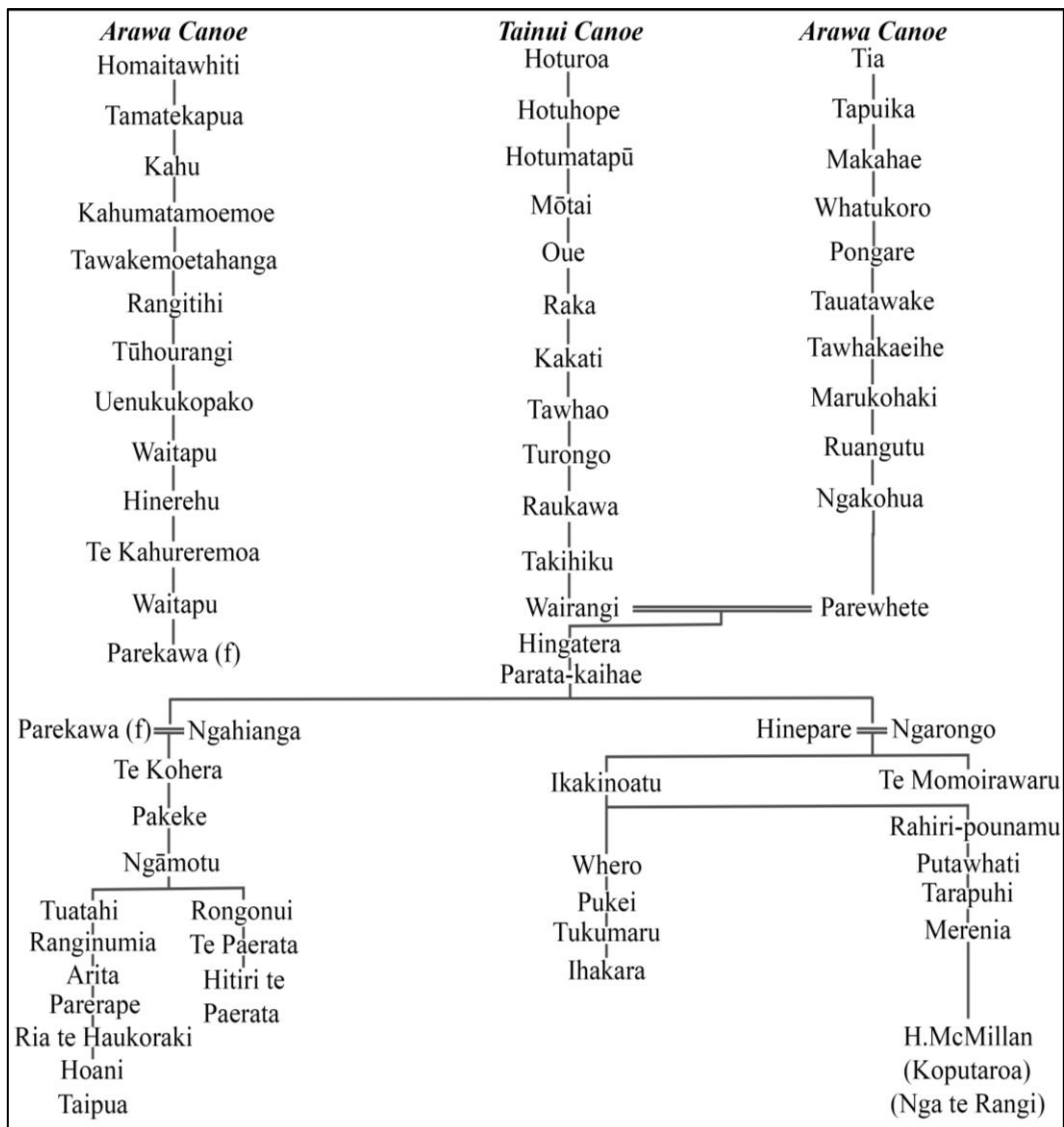 Arawa Canoe
Homaitawhiti
Tamatekapua
Kahu
Kahumatamoemoe
Tawakemoetahanga
Rangitihi
Tūhourangi
Uenukukopako
Waitapu
Hinerehu
Te Kahureremoa
Waitapu
Parekawa (f)
Tainui Canoe
Hoturoa
Hotuhope
Hotumatapū
Mōtai
Oue
Raka
Kakati
Tawhao
Turongo
Raukawa
Takihiku
Wairangi
Arawa Canoe
Tia
Tapuika
Makahae
Whatukoro
Pongare
Tauatawake
Tawhakaeihe
Marukohaki
Ruangutu
Ngakohua
Parewhete
Hingatera
Parata-kaihae
Parekawa (f) Ngahianga
Te Kohera
Pakeke
Ngāmotu
Tuatahi
Ranginumia
Arita
Parerape
Ria te Haukoraki
Hoani
Taipua
Rongonui
Te Paerata
Hitiri te
Paerata
Hinepare Ngarongo
Ikakinoatu
Te Momoirawaru
Whero
Pukei
Tukumaru
Ihakara
Rahiri-pounamu
Putawhati
Tarapuhi
Merenia
H.McMillan
(Koputaroa)
(Nga te Rangi)